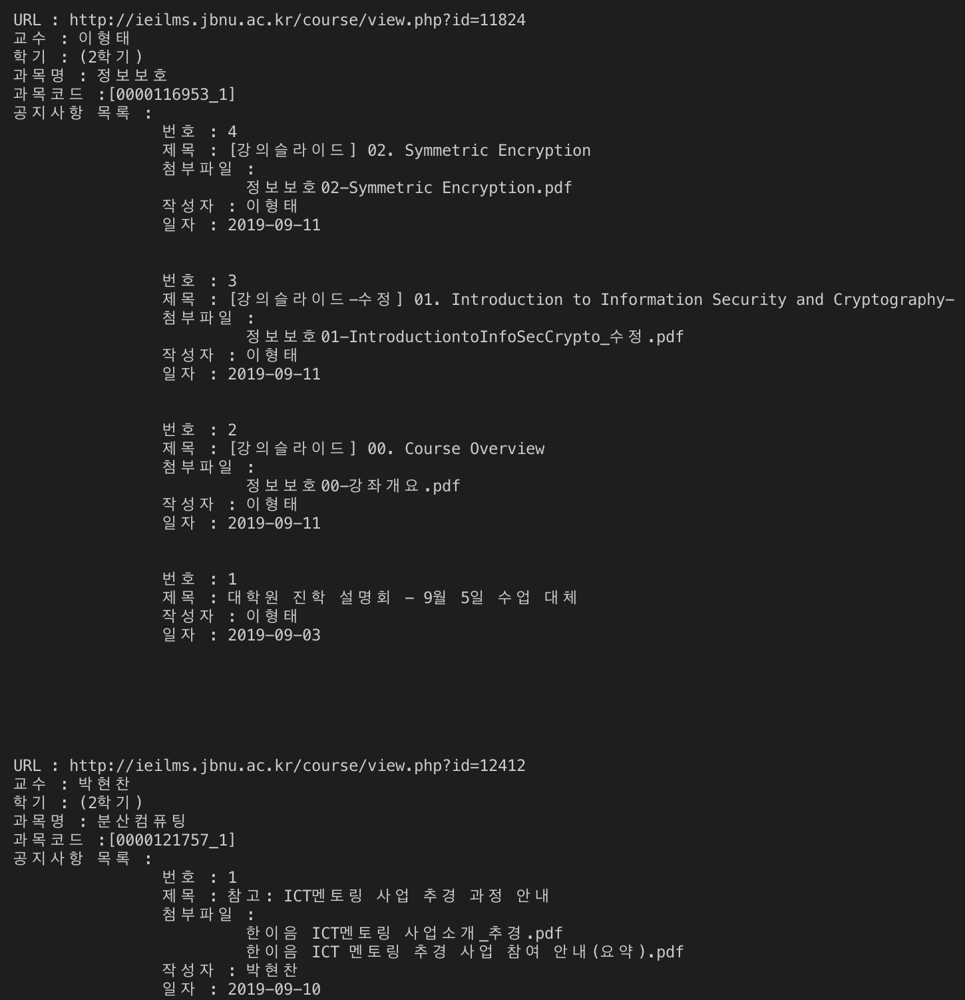 URL : http://ieilms.jbnu.ac.kr/course/view.php?id=11824
교수 : 이형태
학기 : (2학기)
과목명 : 정보보호
과목코드 :[0000116953_1]
공지사항 목록 :
번호 : 4
제목 : [강의슬라이드] 02. Symmetric Encryption
첨부파일 :
정보보호02-Symmetric Encryption.pdf
작성자 : 이형태
일자 : 2019-09-11
번호 : 3
제목 : [강의슬라이드-수정] 01. Introduction to Information Security and Cryptography-
첨부파일 :
정보보호01-IntroductiontoInfoSecCrypto_수정.pdf
작성자 : 이형태
일자 : 2019-09-11
번호 : 2
제목 : [강의슬라이드] 00. Course Overview
첨부파일 :
정보보호00-강좌개요.pdf
작성자 : 이형태
일자 : 2019-09-11
번호 : 1
제목 : 대학원 진학 설명회 - 9월 5일 수업 대체
작성자 : 이형태
일자 : 2019-09-03
URL : http://ieilms.jbnu.ac.kr/course/view.php?id=12412
교수 : 박현찬
학기 : (2학기)
과목명 : 분산컴퓨팅
과목코드 :[0000121757_1]
공지사항 목록 :
번호 : 1
제목 : 참고: ICT멘토링 사업 추경 과정 안내
첨부파일 :
한이음 ICT멘토링 사업소개_추경.pdf
한이음 ICT 멘토링 추경 사업 참여 안내(요약).pdf
작성자 : 박현찬
일자 : 2019-09-10